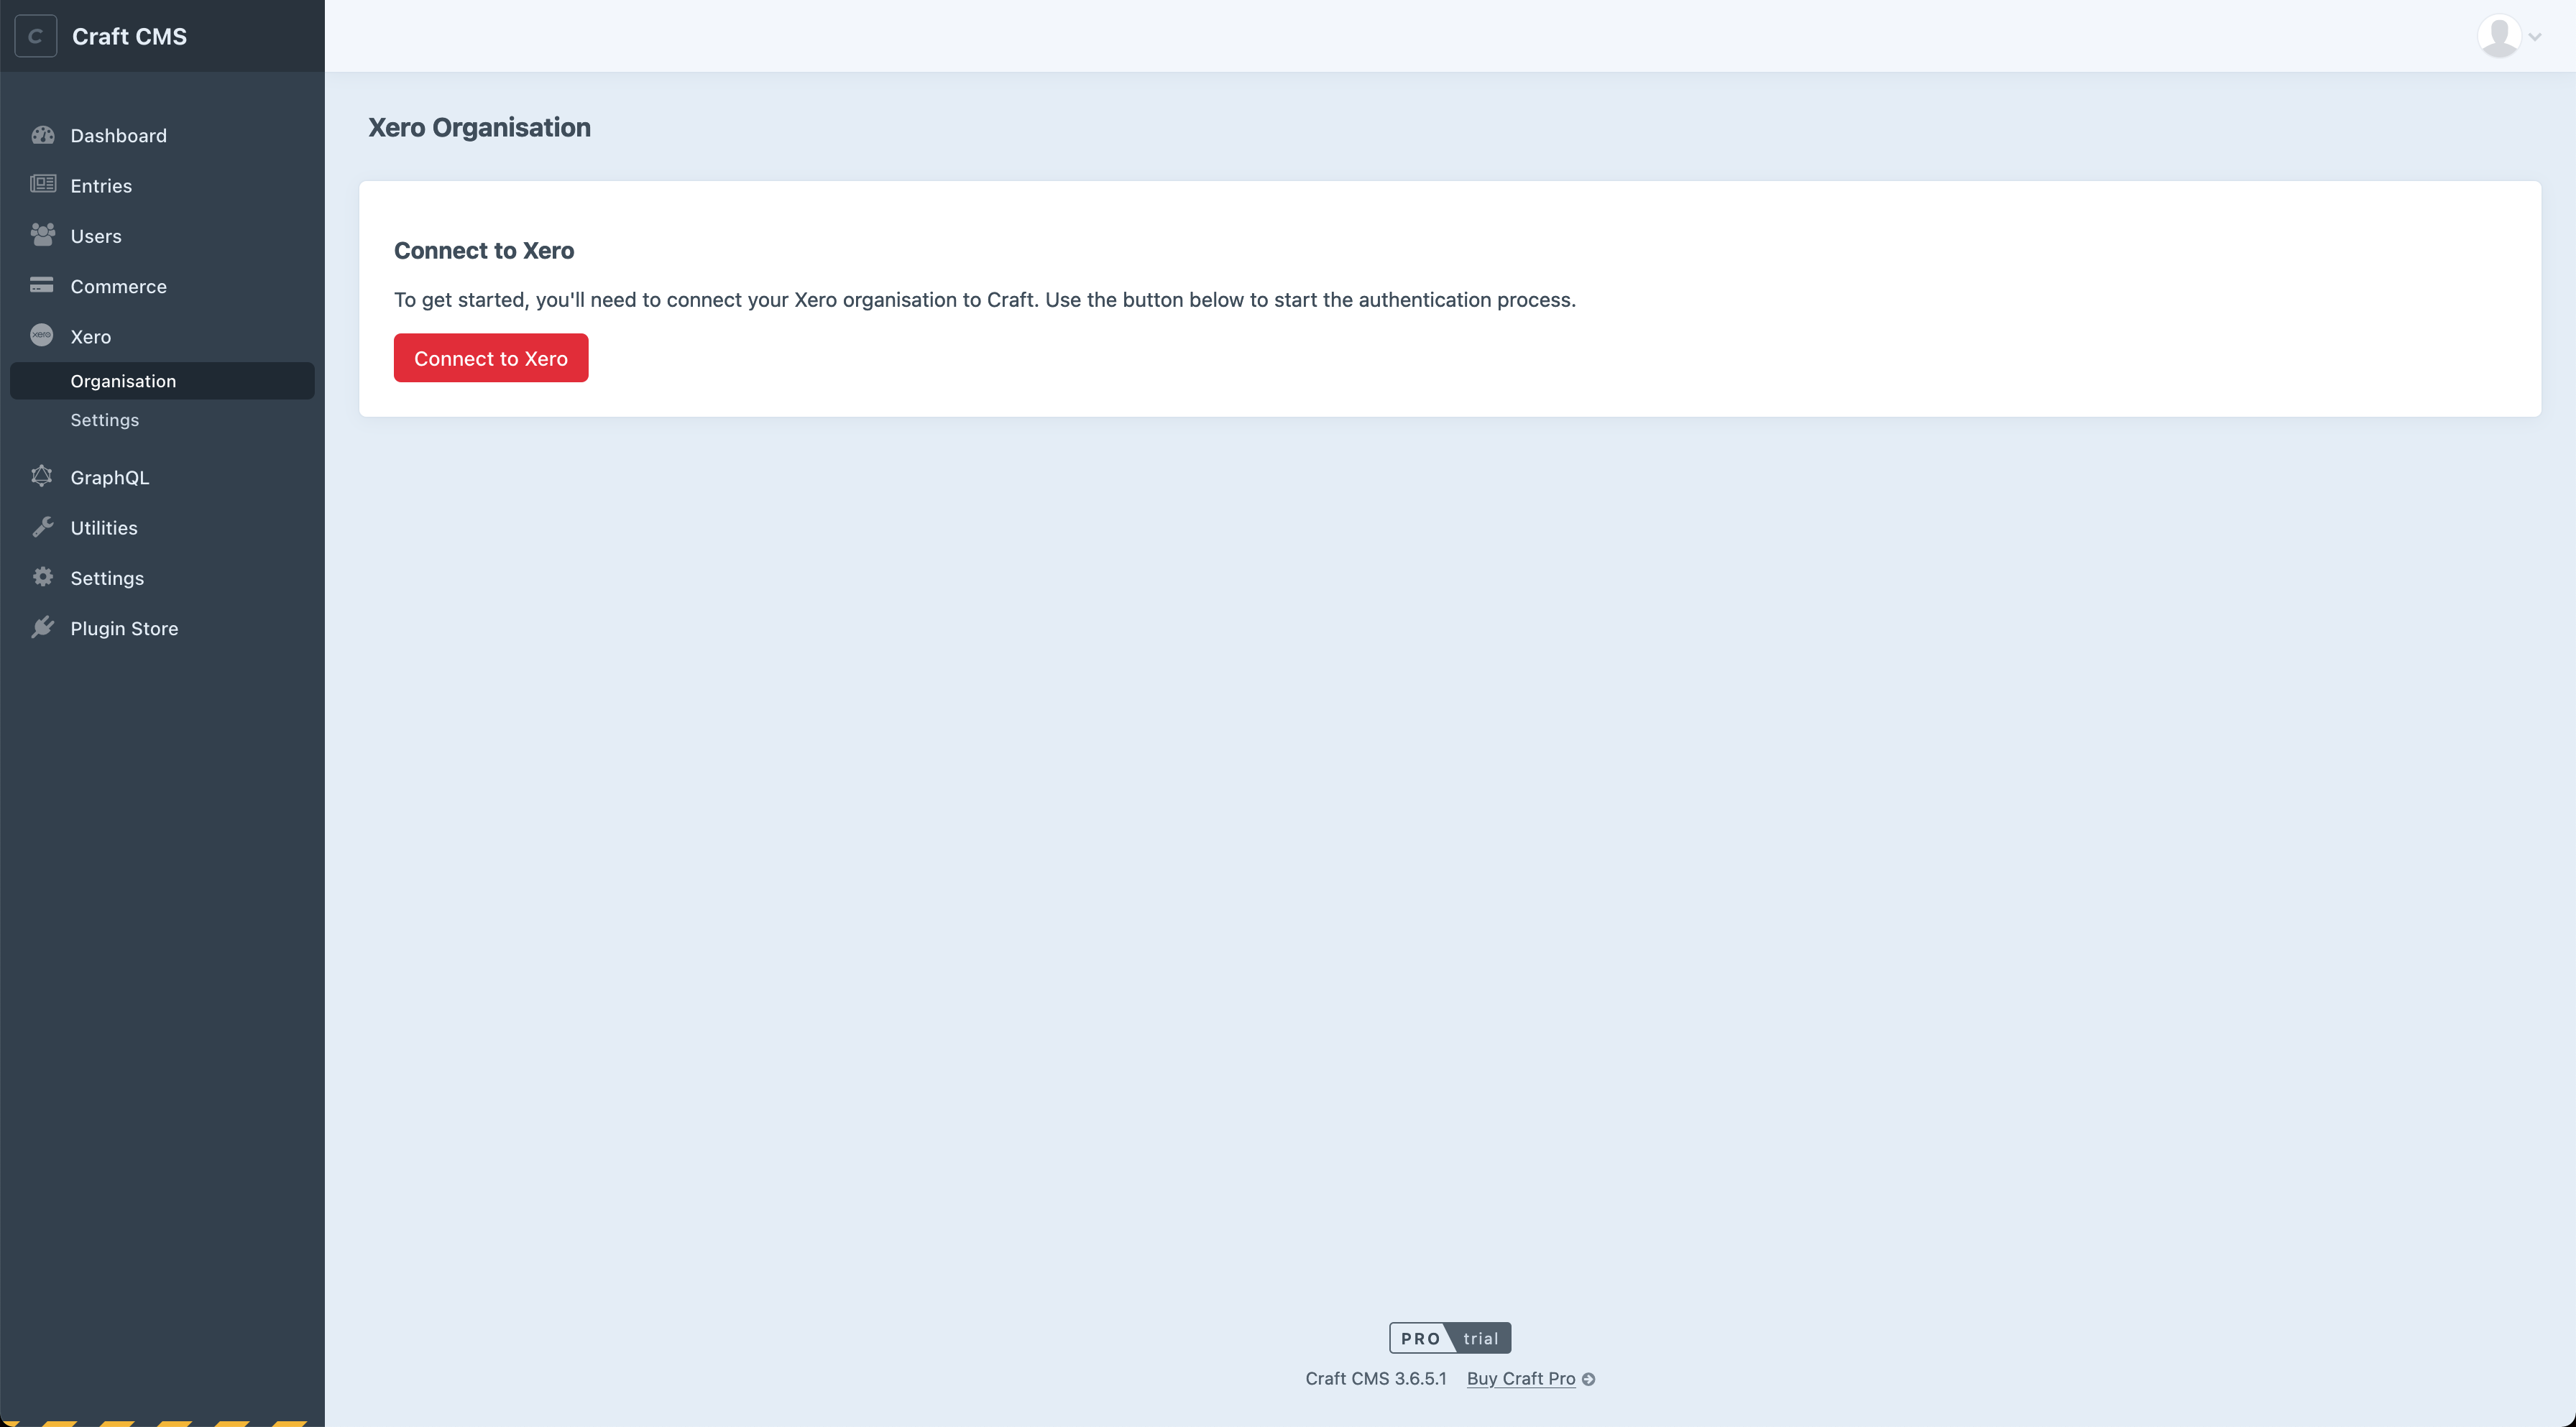 C Craft CMS
Dashboard
Entries
Users
Commerce
xero Xero
Organisation
Settings
GraphQL
Utilities
Settings
Plugin Store
Xero Organisation
Connect to Xero
To get started, you'll need to connect your Xero organisation to Craft. Use the button below to start the authentication process.
Connect to Xero
PRO trial
Craft CMS 3.6.5.1 Buy Craft Pro